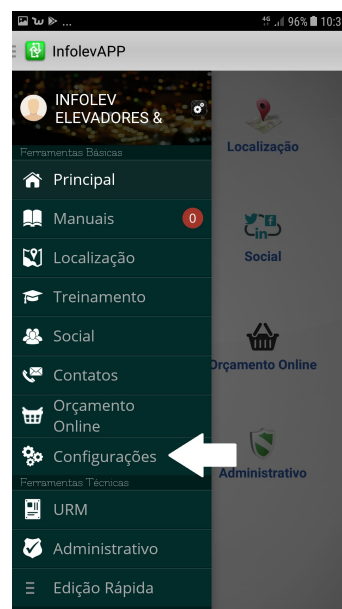 4G 96% 10:3
InfolevAPP
INFOLEV
ELEVADORES &
Ferramentas Básicas
Principal
Manuais 0
Localização
Treinamento
Social
Contatos
Orçamento
Online
Configurações
Ferramentas Técnicas
URM
Administrativo
Edição Rápida
Localização
Social
Orçamento Online
Administrativo